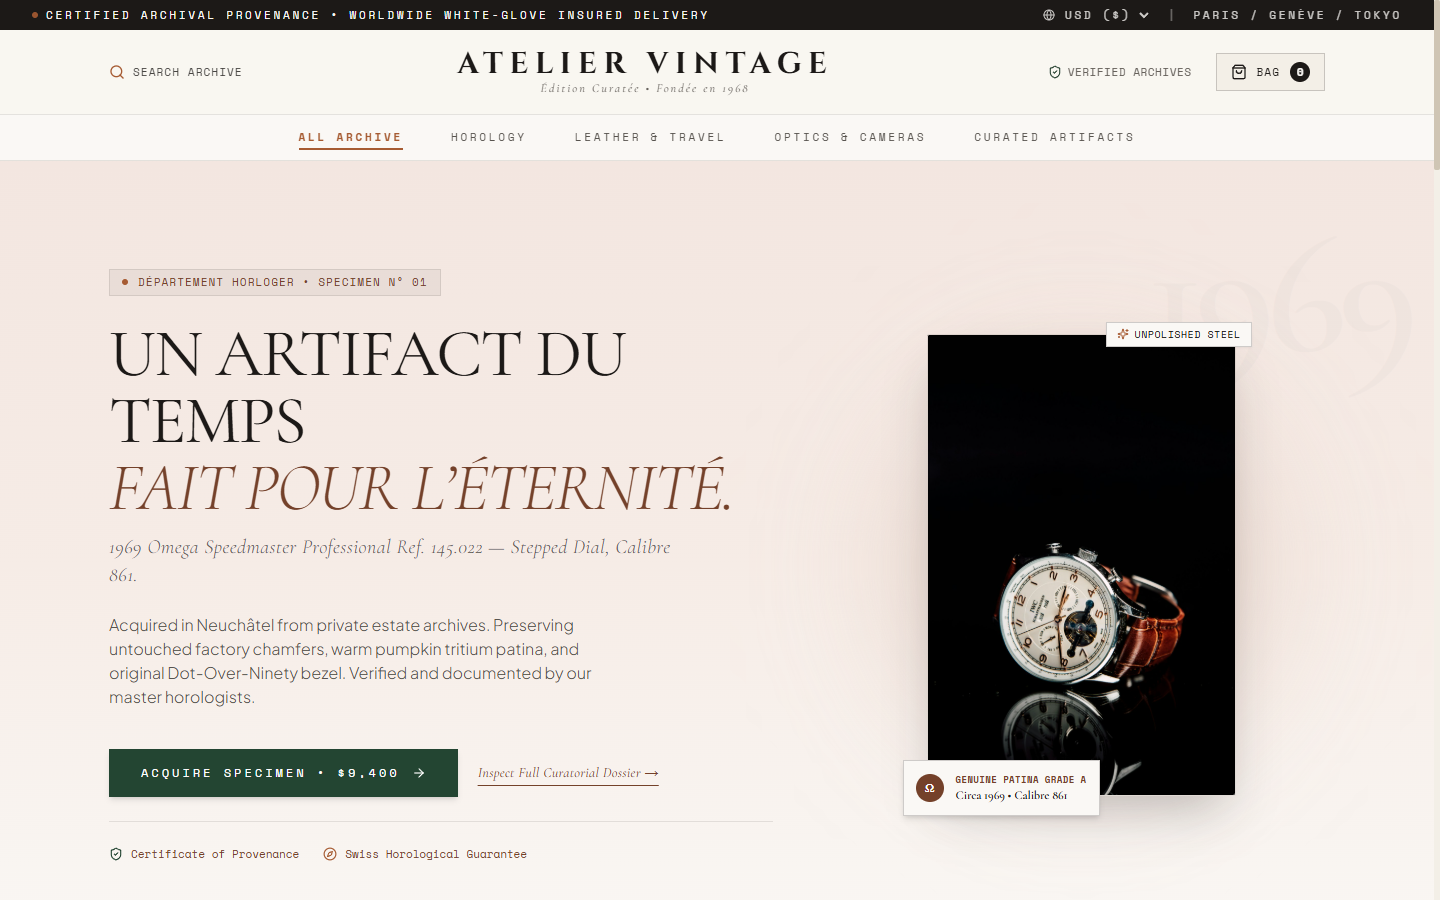 CERTIFIED ARCHIVAL PROVENANCE • WORLDWIDE WHITE-GLOVE INSURED DELIVERY
USD ($) | PARIS / GENÈVE / TOKYO
SEARCH ARCHIVE
ATELIER VINTAGE
Édition Curatée • Fondée en 1968
VERIFIED ARCHIVES
BAG 0
ALL ARCHIVE
HOROLOGY
LEATHER & TRAVEL
OPTICS & CAMERAS
CURATED ARTIFACTS
1969
DÉPARTEMENT HORLOGER • SPECIMEN N° 01
UN ARTIFACT DU
TEMPS
FAIT POUR L’ÉTERNITÉ.
1969 Omega Speedmaster Professional Ref. 145.022 — Stepped Dial, Calibre
861.
Acquired in Neuchâtel from private estate archives. Preserving
untouched factory chamfers, warm pumpkin tritium patina, and
original Dot-Over-Ninety bezel. Verified and documented by our
master horologists.
ACQUIRE SPECIMEN • $9,400 →
Inspect Full Curatorial Dossier →
Certificate of Provenance
Swiss Horological Guarantee
UNPOLISHED STEEL
IWC
Ω
GENUINE PATINA GRADE A
Circa 1969 • Calibre 861